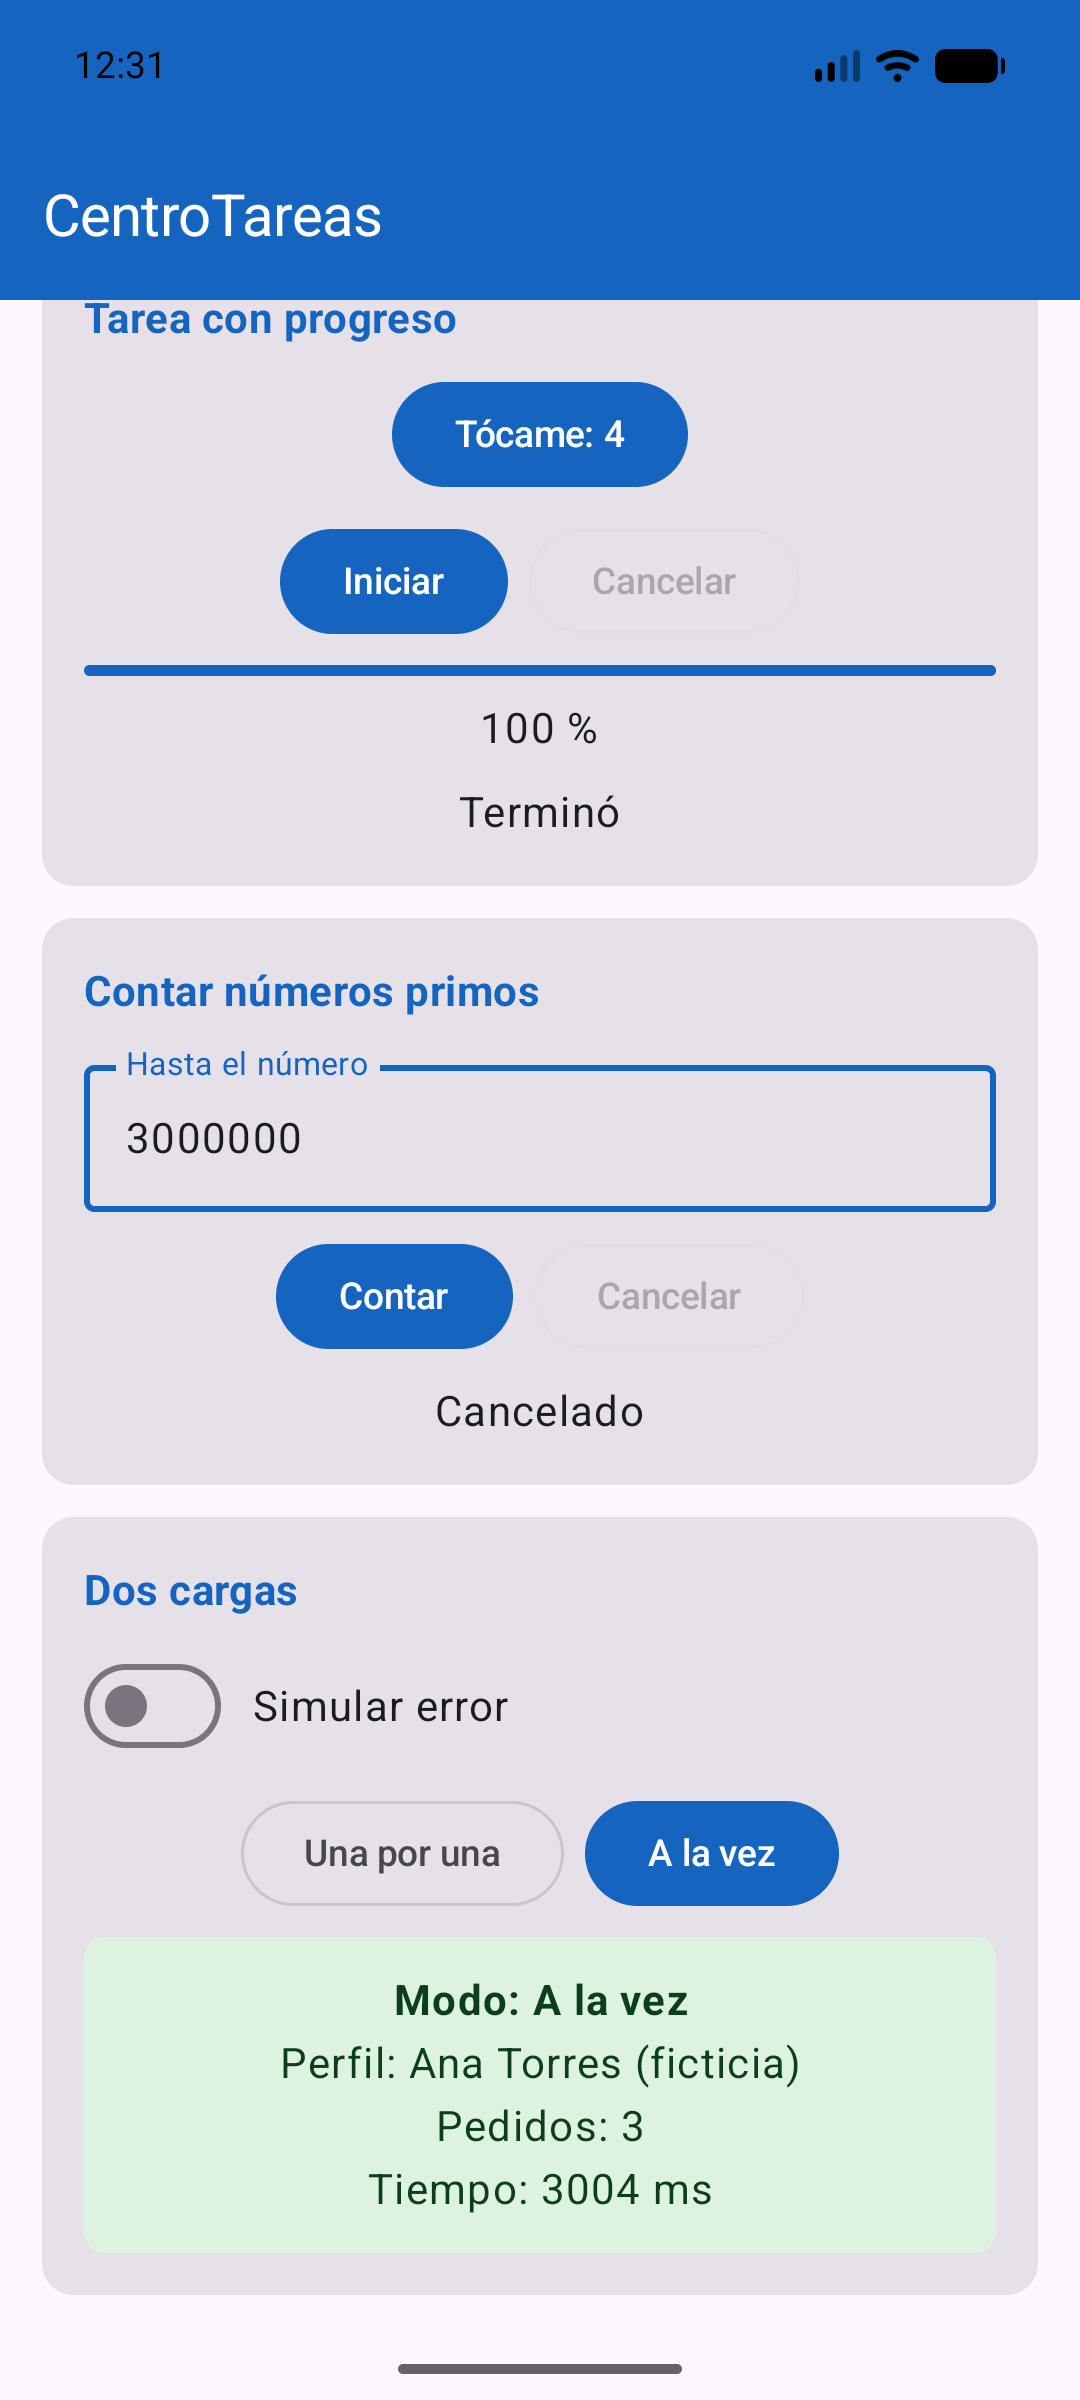 12:31
CentroTareas
Tarea con progreso
Tócame: 4
Iniciar
Cancelar
100 %
Terminó
Contar números primos
Hasta el número
3000000
Contar
Cancelar
Cancelado
Dos cargas
Simular error
Una por una
A la vez
Modo: A la vez
Perfil: Ana Torres (ficticia)
Pedidos: 3
Tiempo: 3004 ms